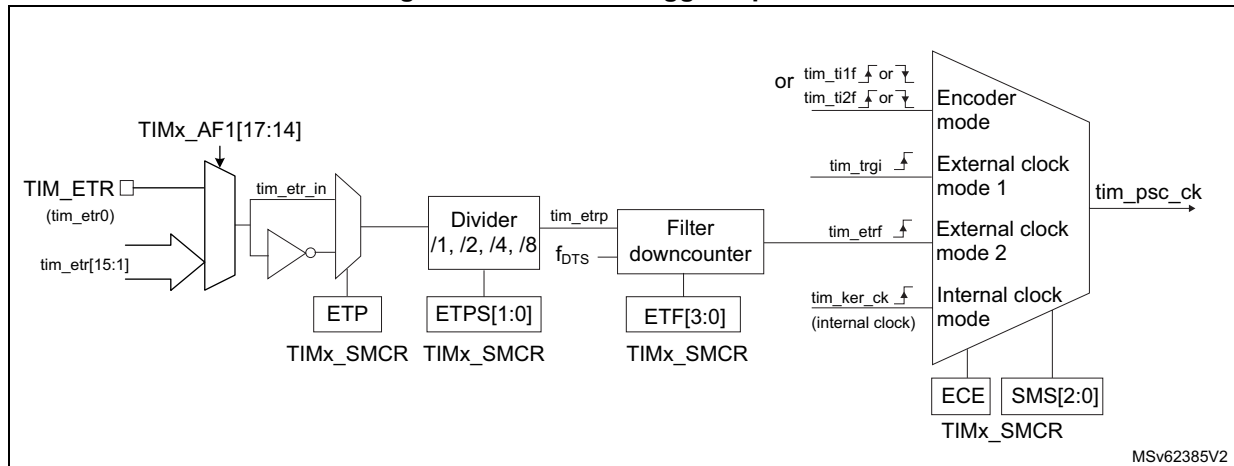 or tim_ti1f or
tim_ti2f or
Encoder
mode
TIMx_AF1[17:14]
TIM_ETR
(tim_etr0)
tim_etr[15:1]
tim_etr_in
Divider
/1, /2, /4, /8
tim_etrp
fDTS
Filter
downcounter
tim_trgi
External clock
mode 1
tim_etrf
External clock
mode 2
tim_ker_ck
(internal clock)
Internal clock
mode
tim_psc_ck
ETP
TIMx_SMCR
ETPS[1:0]
TIMx_SMCR
ETF[3:0]
TIMx_SMCR
ECE
SMS[2:0]
TIMx_SMCR
MSv62385V2